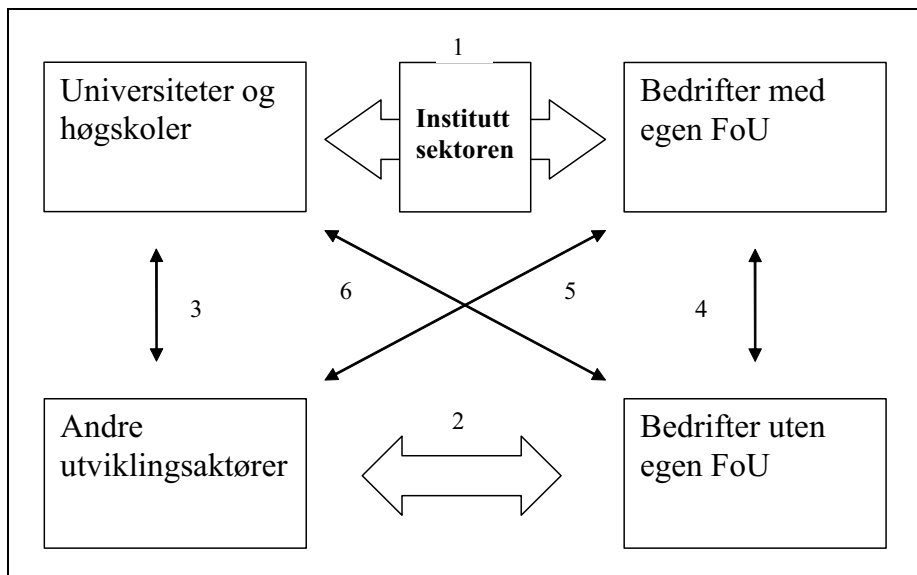 1
Universiteter og
høgskoler
Institutt
sektoren
Bedrifter med
egen FoU
3
6
5
4
Andre
utviklingsaktører
2
Bedrifter uten
egen FoU